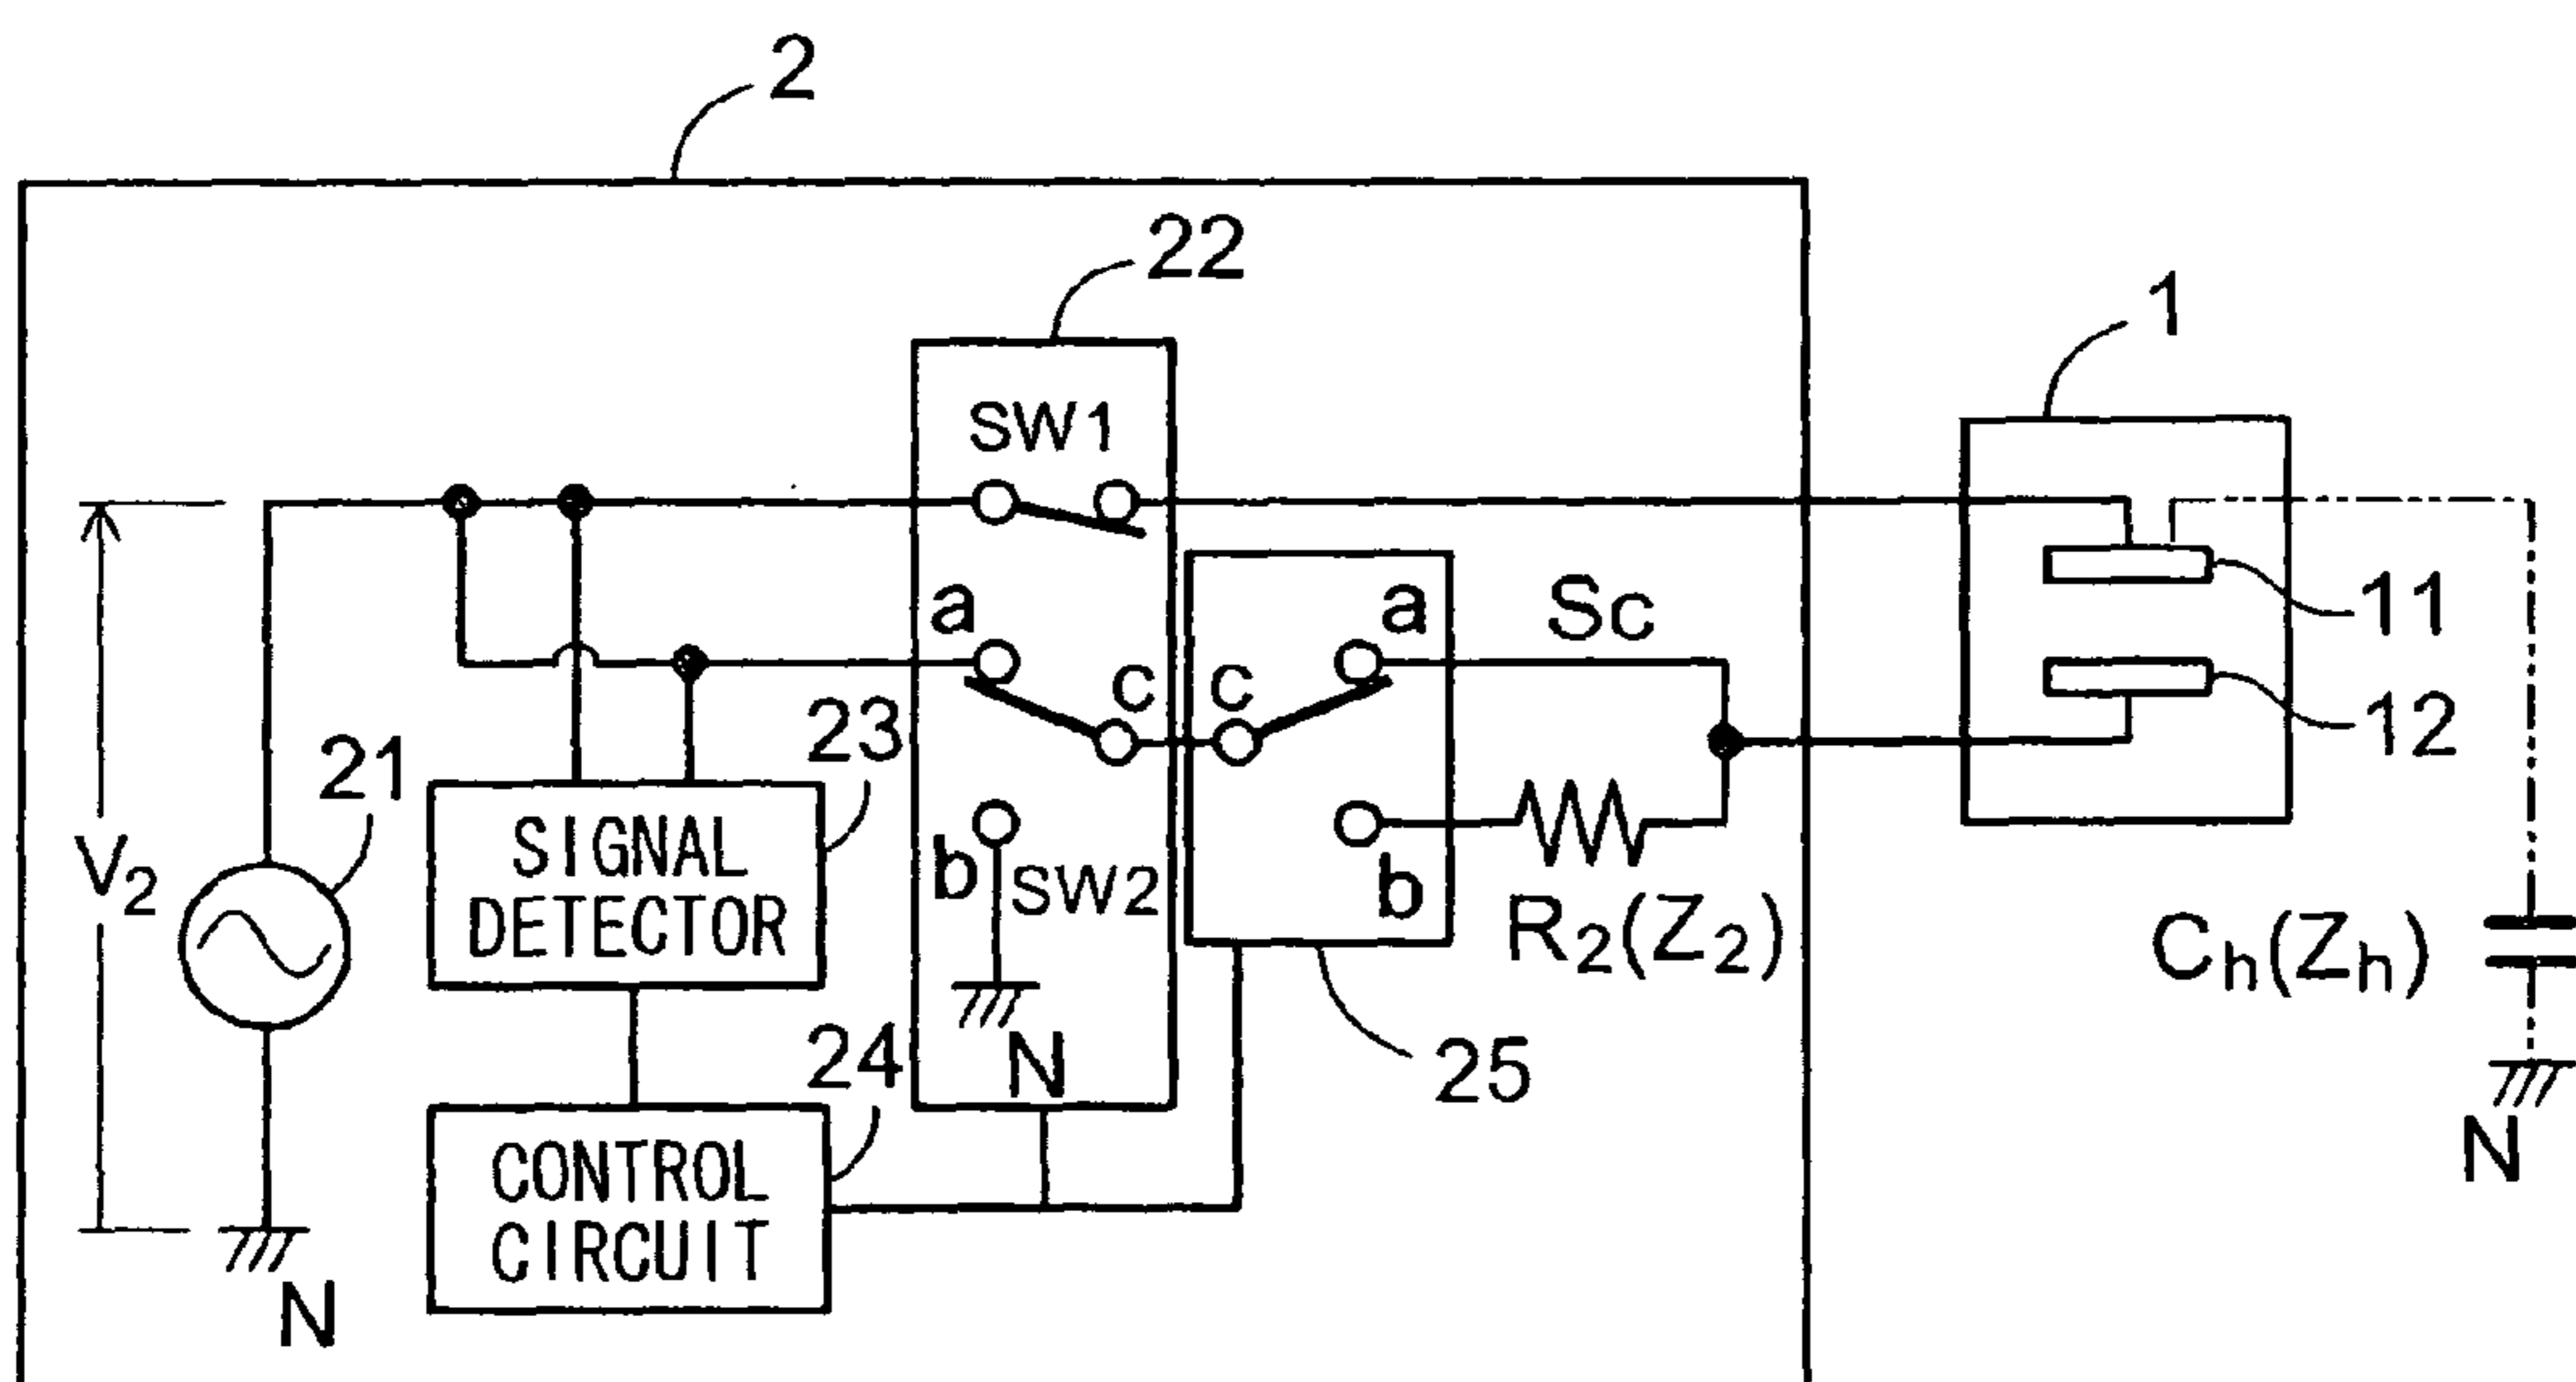 2
22
1
SW1
a
a
Sc
11
c
c
12
23
21
V2
SIGNAL
DETECTOR
b
SW2
b
R2(Z2)
Ch(Zh)
24
N
25
CONTROL
CIRCUIT
N
N